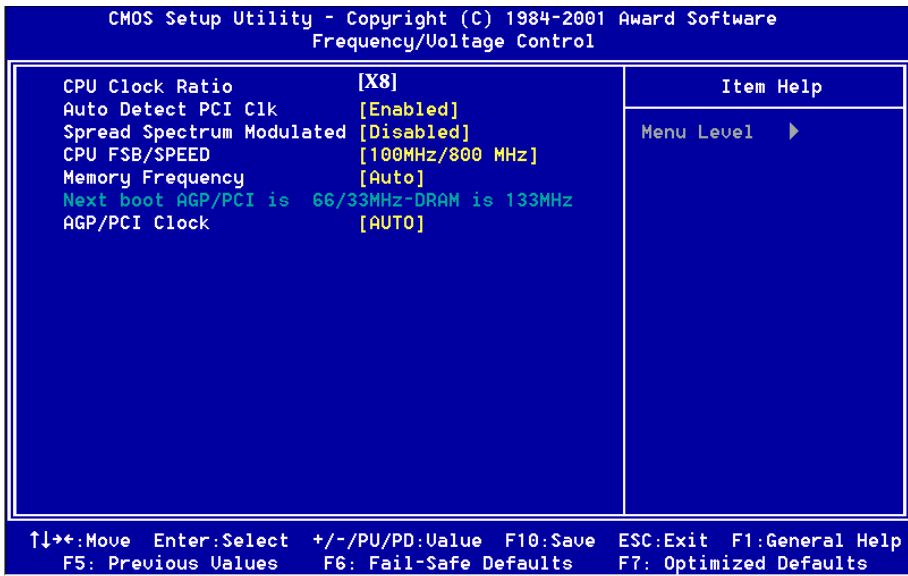 CMOS Setup Utility - Copyright (C) 1984-2001 Award Software
Frequency/Voltage Control
CPU Clock Ratio [X8]
Auto Detect PCI Clk [Enabled]
Spread Spectrum Modulated [Disabled]
CPU FSB/SPEED [100MHz/800 MHz]
Memory Frequency [Auto]
Next boot AGP/PCI is 66/33MHz-DRAM is 133MHz
AGP/PCI Clock [AUTO]
Item Help
Menu Level ▶
↑↓→←:Move Enter:Select +/-/PU/PD:Value F10:Save ESC:Exit F1:General Help
F5: Previous Values F6: Fail-Safe Defaults F7: Optimized Defaults